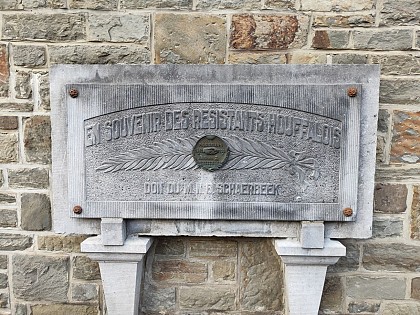 EN SOUVENIR DES RESISTANTS HOUFFALOIS
DON DU M.N.B. SCHAERBEEK